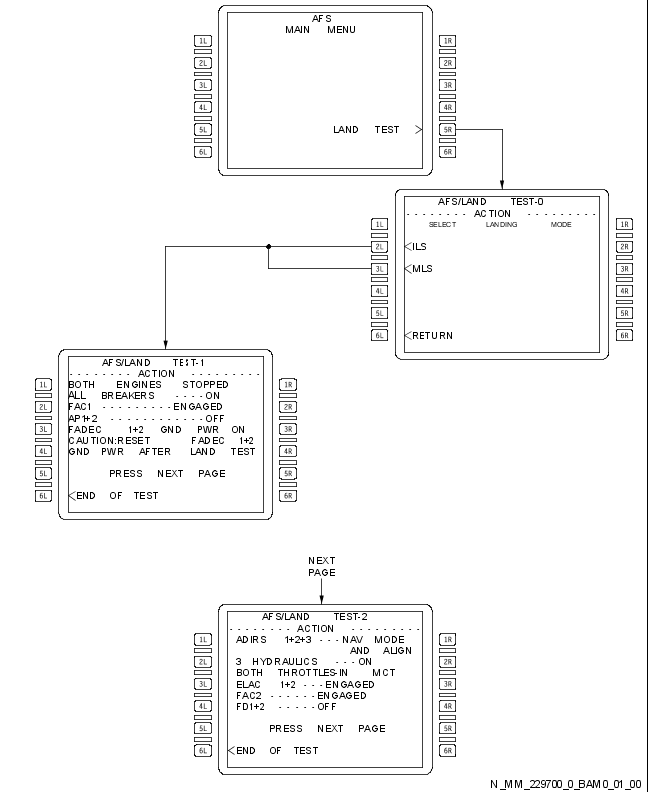 AFS
MAIN MENU
1L 1R
2L 2R
3L 3R
4L 4R
5L LAND TEST > 5R
6L 6R
AFS/LAND TEST-0
- - - - - - - - ACTION - - - - - - - - -
1L SELECT LANDING MODE 1R
2L <ILS 2R
3L <MLS 3R
4L 4R
5L 5R
6L <RETURN 6R
AFS/LAND TEST-1
- - - - - - - - ACTION - - - - - - - - -
1L BOTH ENGINES STOPPED 1R
ALL BREAKERS - - - - ON
2L FAC1 - - - - - - - - - ENGAGED 2R
AP1+2 - - - - - - - - - - - - OFF
3L FADEC 1+2 GND PWR ON 3R
CAUTION:RESET FADEC 1+2
4L GND PWR AFTER LAND TEST 4R
5L PRESS NEXT PAGE 5R
6L <END OF TEST 6R
NEXT
PAGE
AFS/LAND TEST-2
- - - - - - - - ACTION - - - - - - - - -
1L ADIRS 1+2+3 - - - NAV MODE 1R
AND ALIGN
2L 3 HYDRAULICS - - - ON 2R
BOTH THROTTLES-IN MCT
3L ELAC 1+2 - - - ENGAGED 3R
FAC2 - - - - - - ENGAGED
4L FD1+2 - - - - - OFF 4R
5L PRESS NEXT PAGE 5R
6L <END OF TEST 6R
N_MM_229700_0_BAM0_01_00